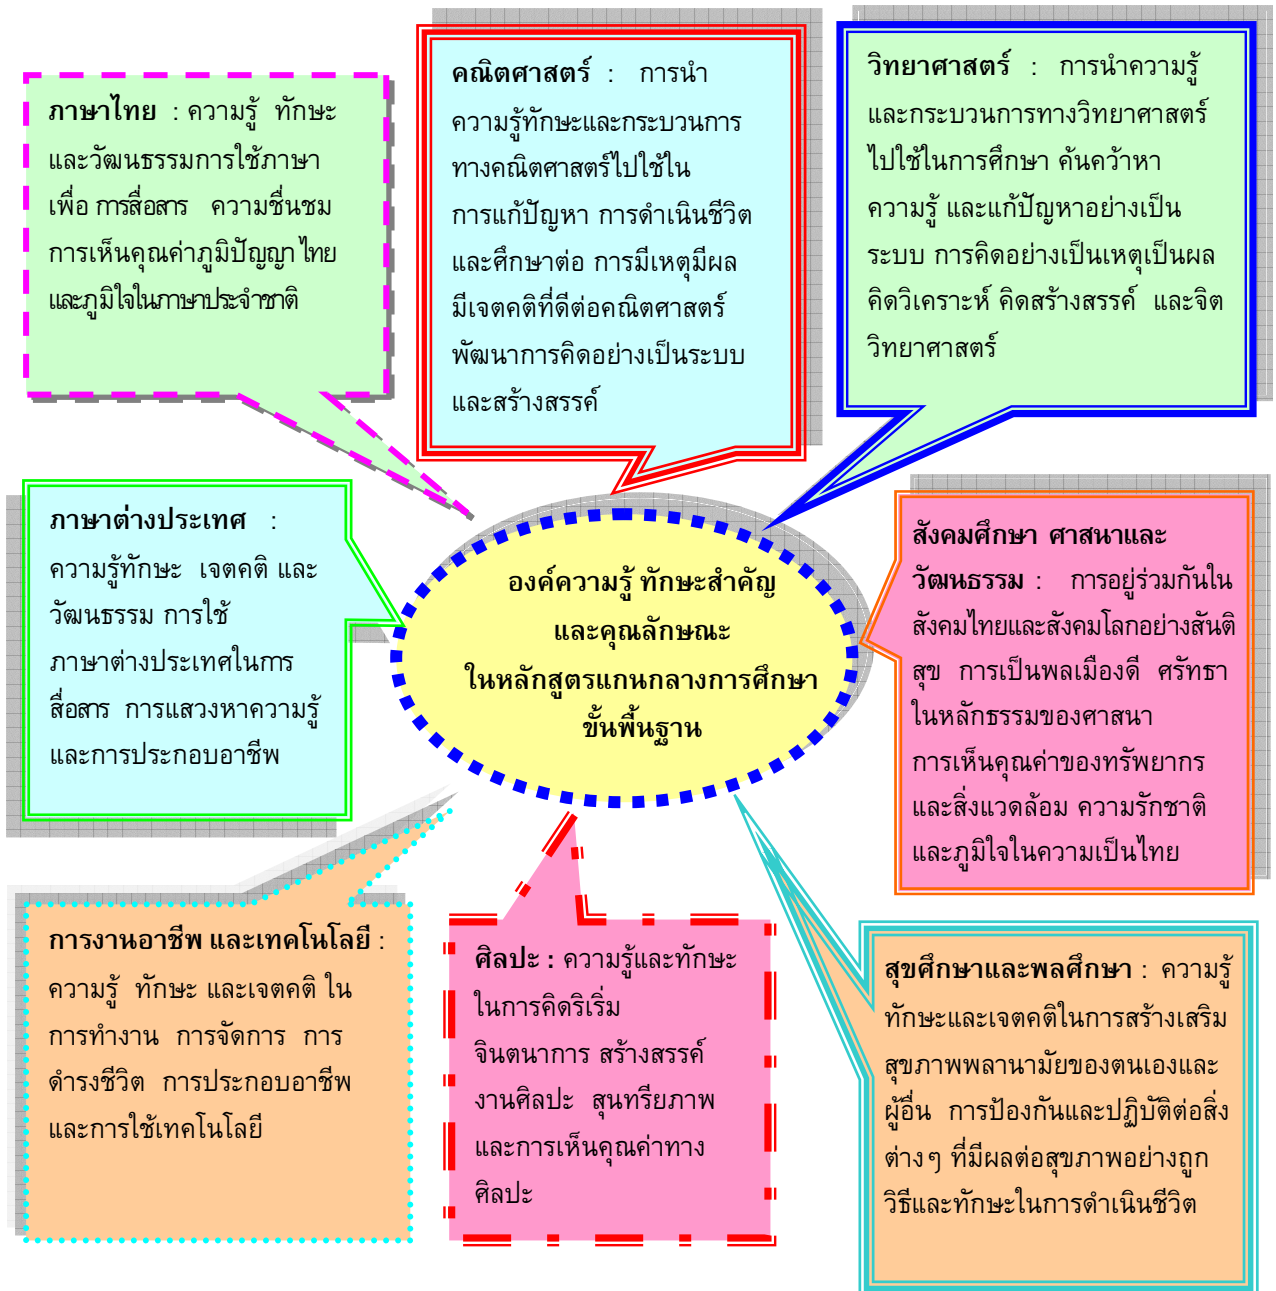 ภาษาไทย : ความรู้ ทักษะ
และวัฒนธรรมการใช้ภาษา
เพื่อ การสื่อสาร ความชื่นชม
การเห็นคุณค่าภูมิปัญญา ไทย
และภูมิใจในภาษาประจำชาติ
คณิตศาสตร์ : การนำ
ความรู้ทักษะและกระบวนการ
ทางคณิตศาสตร์ไปใช้ใน
การแก้ปัญหา การดำเนินชีวิต
และศึกษาต่อ การมีเหตุมีผล
มีเจตคติที่ดีต่อคณิตศาสตร์
พัฒนาการคิดอย่างเป็นระบบ
และสร้างสรรค์
วิทยาศาสตร์ : การนำความรู้
และกระบวนการทางวิทยาศาสตร์
ไปใช้ในการศึกษา ค้นคว้าหา
ความรู้ และแก้ปัญหาอย่างเป็น
ระบบ การคิดอย่างเป็นเหตุเป็นผล
คิดวิเคราะห์ คิดสร้างสรรค์ และจิต
วิทยาศาสตร์
ภาษาต่างประเทศ :
ความรู้ทักษะ เจตคติ และ
วัฒนธรรม การใช้
ภาษาต่างประเทศในการ
สื่อสาร การแสวงหาความรู้
และการประกอบอาชีพ
องค์ความรู้ ทักษะสำคัญ
และคุณลักษณะ
ในหลักสูตรแกนกลางการศึกษา
ขั้นพื้นฐาน
สังคมศึกษา ศาสนาและ
วัฒนธรรม : การอยู่ร่วมกันใน
สังคมไทยและสังคมโลกอย่างสันติ
สุข การเป็นพลเมืองดี ศรัทธา
ในหลักธรรมของศาสนา
การเห็นคุณค่าของทรัพยากร
และสิ่งแวดล้อม ความรักชาติ
และภูมิใจในความเป็นไทย
การงานอาชีพ และเทคโนโลยี :
ความรู้ ทักษะ และเจตคติ ใน
การทำงาน การจัดการ การ
ดำรงชีวิต การประกอบอาชีพ
และการใช้เทคโนโลยี
ศิลปะ : ความรู้และทักษะ
ในการคิดริเริ่ม
จินตนาการ สร้างสรรค์
งานศิลปะ สุนทรียภาพ
และการเห็นคุณค่าทาง
ศิลปะ
สุขศึกษาและพลศึกษา : ความรู้
ทักษะและเจตคติในการสร้างเสริม
สุขภาพพลานามัยของตนเองและ
ผู้อื่น การป้องกันและปฏิบัติต่อสิ่ง
ต่าง ๆ ที่มีผลต่อสุขภาพอย่างถูก
วิธีและทักษะในการดำเนินชีวิต